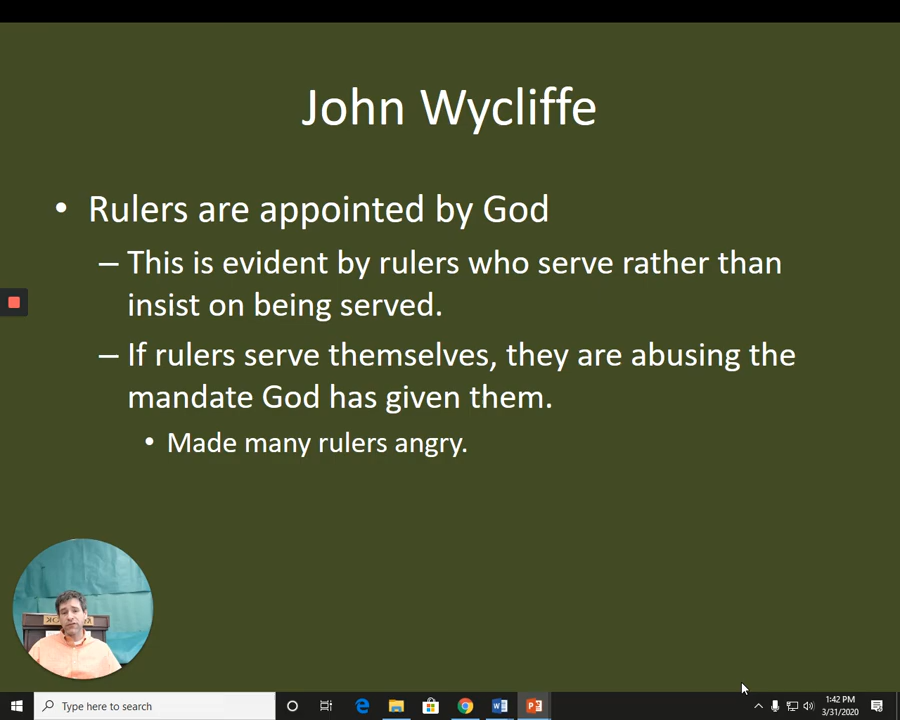 John Wycliffe
• Rulers are appointed by God
– This is evident by rulers who serve rather than
insist on being served.
– If rulers serve themselves, they are abusing the
mandate God has given them.
• Made many rulers angry.
Type here to search
1:42 PM
3/31/2020